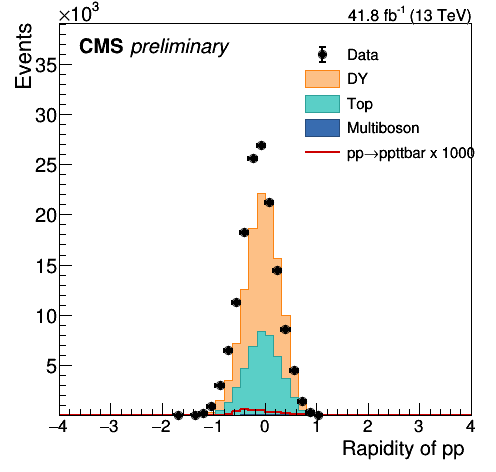 ×10³
41.8 fb⁻¹ (13 TeV)
Events
CMS preliminary
Data
DY
Top
Multiboson
pp→ppttbar x 1000
35
30
25
20
15
10
5
−4 −3 −2 −1 0 1 2 3 4
Rapidity of pp